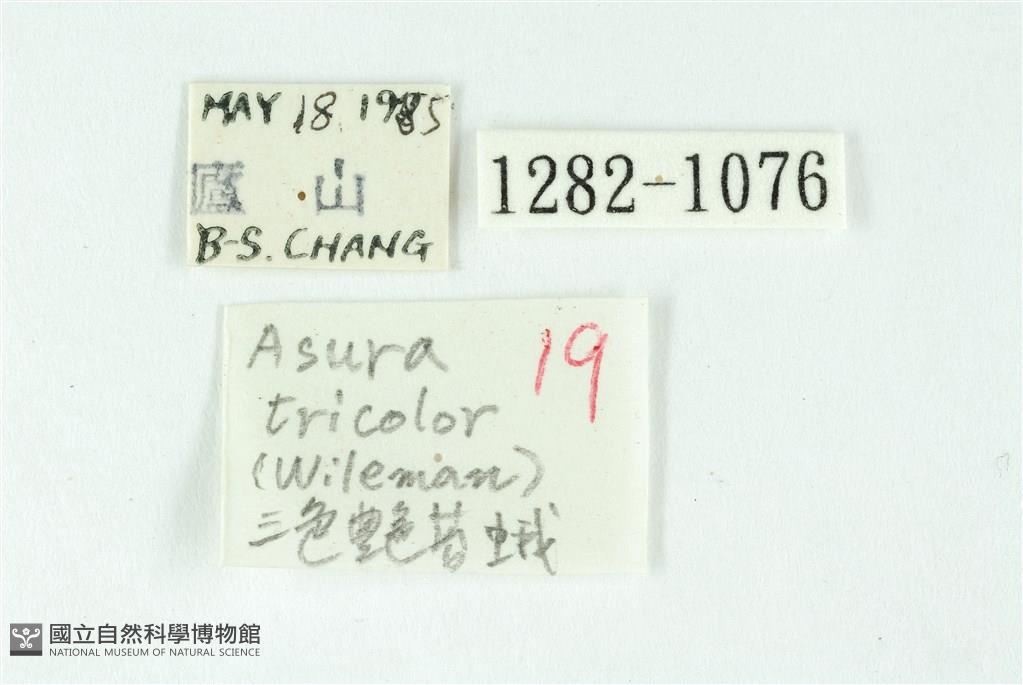 MAY 18 1985
廬 山
B-S. CHANG
1282-1076
Asura 19
tricolor
(Wileman)
三色艷苔蛾
國立自然科學博物館
NATIONAL MUSEUM OF NATURAL SCIENCE